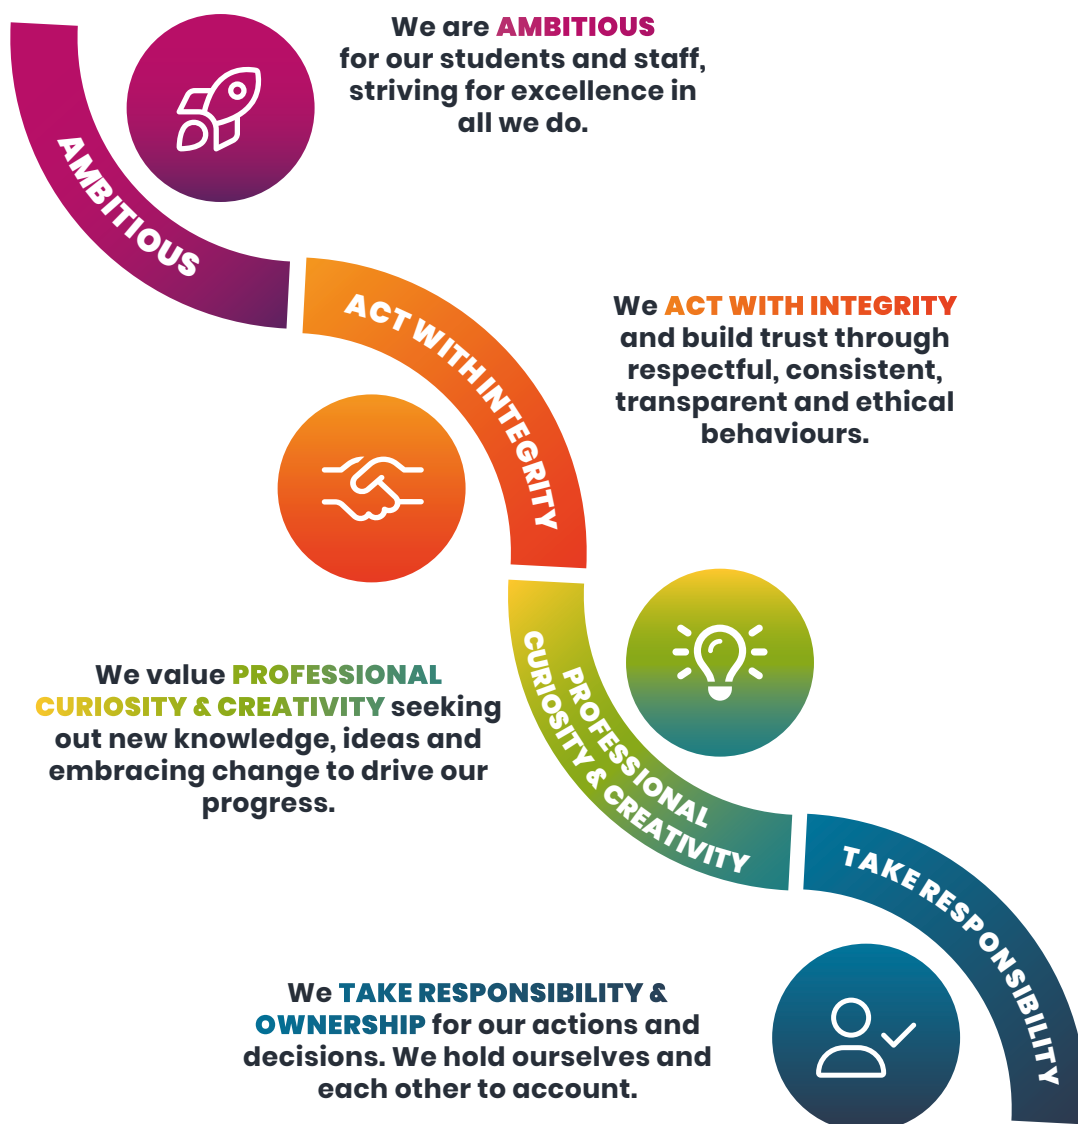 We are AMBITIOUS
for our students and staff,
striving for excellence in
all we do.
AMBITIOUS
ACT WITH INTEGRITY
We ACT WITH INTEGRITY
and build trust through
respectful, consistent,
transparent and ethical
behaviours.
We value PROFESSIONAL
CURIOSITY & CREATIVITY seeking
out new knowledge, ideas and
embracing change to drive our
progress.
PROFESSIONAL
CURIOSITY & CREATIVITY
TAKE RESPONSIBILITY
We TAKE RESPONSIBILITY &
OWNERSHIP for our actions and
decisions. We hold ourselves and
each other to account.